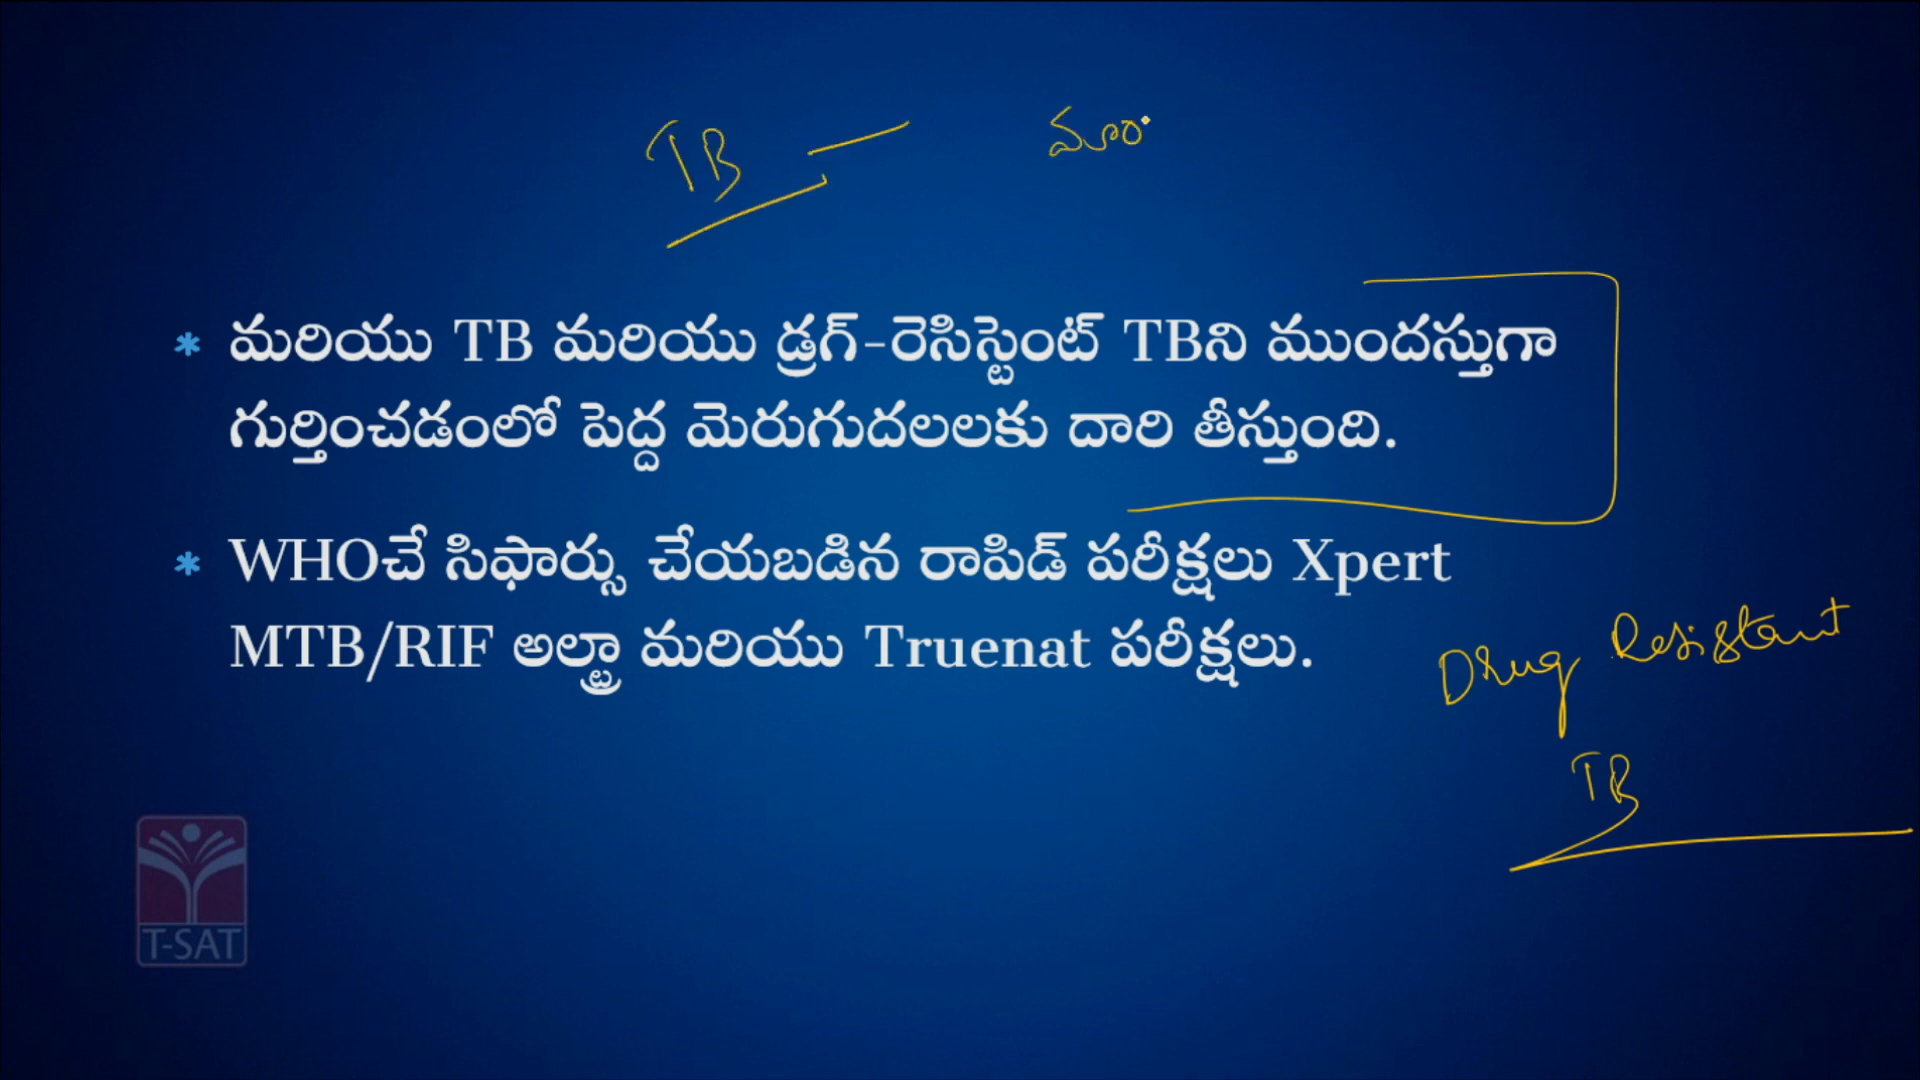 TB
* మరియు TB మరియు డ్రగ్-రెసిస్టెంట్ TBని ముందస్తుగా
గుర్తించడంలో పెద్ద మెరుగుదలలకు దారి తీస్తుంది.
* WHOచే సిఫార్సు చేయబడిన రాపిడ్ పరీక్షలు Xpert
MTB/RIF అల్ట్రా మరియు Truenat పరీక్షలు.
Drug Resistant
TB
T-SAT